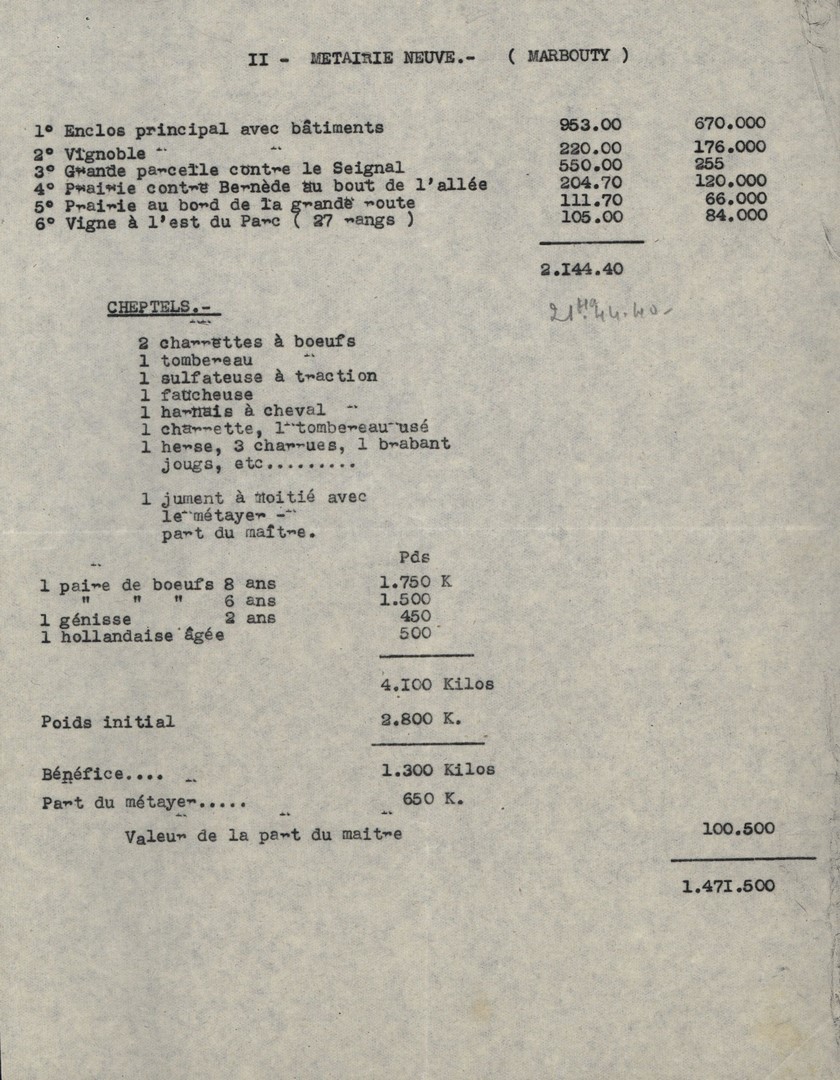 II - METAIRIE NEUVE.- ( MARBOUTY )
1° Enclos principal avec bâtiments 953.00 670.000
2° Vignoble 220.00 176.000
3° Grande parcelle contre le Seignal 550.00 255
4° Prairie contre Bernède au bout de l'allée 204.70 120.000
5° Prairie au bord de la grande route 111.70 66.000
6° Vigne à l'est du Parc ( 27 rangs ) 105.00 84.000
2.144.40
21Ha44.40-
CHEPTELS.-
2 charrettes à boeufs
1 tombereau
1 sulfateuse à traction
1 faucheuse
1 harnais à cheval
1 charrette, 1 tombereau usé
1 herse, 3 charrues, 1 brabant
jougs, etc.........
1 jument à moitié avec
le métayer -
part du maître.
Pds
1 paire de boeufs 8 ans 1.750 K
" " " 6 ans 1.500
1 génisse 2 ans 450
1 hollandaise âgée 500
4.100 Kilos
Poids initial 2.800 K.
Bénéfice.... 1.300 Kilos
Part du métayer..... 650 K.
Valeur de la part du maitre 100.500
1.471.500